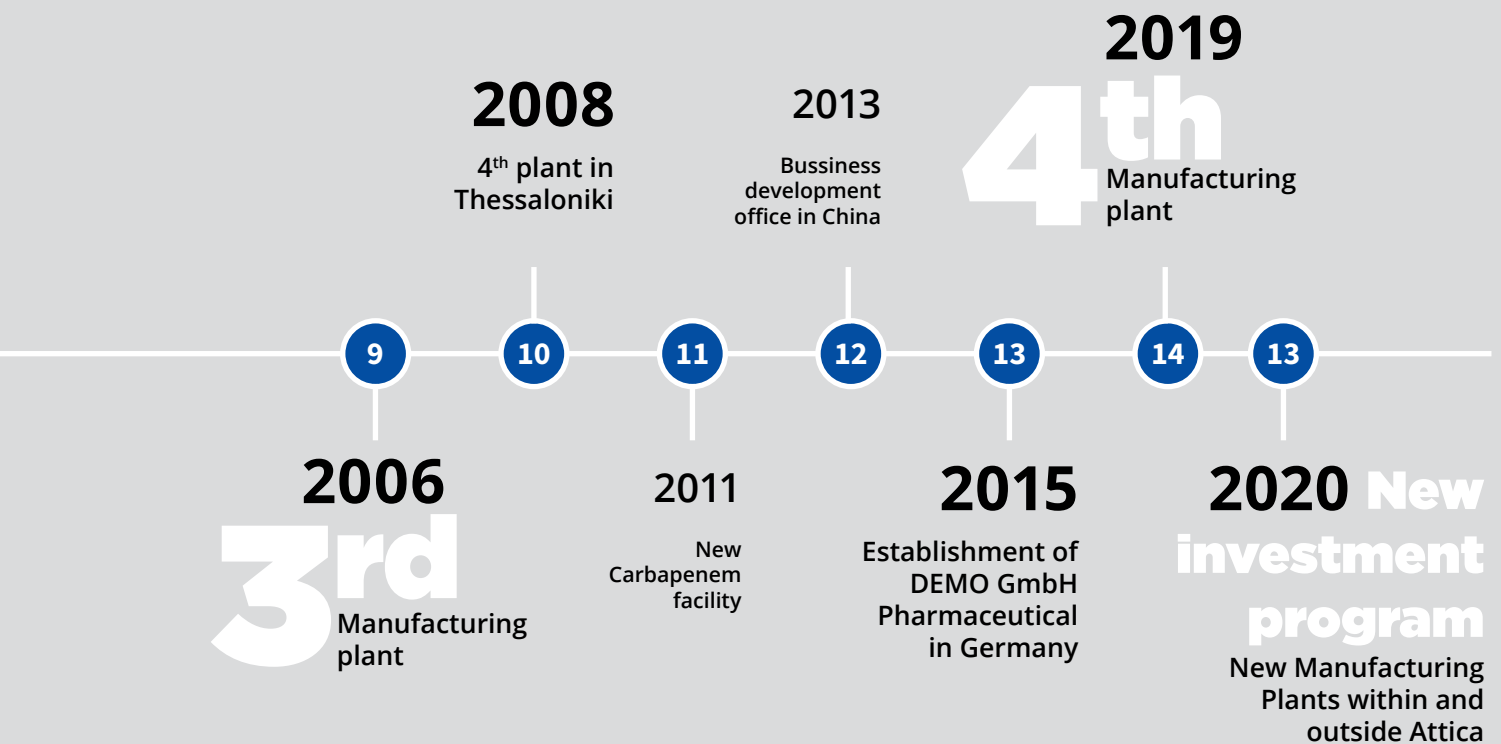 2008
4th plant in
Thessaloniki
2013
Bussiness
development
office in China
2019
4th
Manufacturing
plant
9
10
11
12
13
14
13
2006
3rd
Manufacturing
plant
2011
New
Carbapenem
facility
2015
Establishment of
DEMO GmbH
Pharmaceutical
in Germany
2020 New
investment
program
New Manufacturing
Plants within and
outside Attica